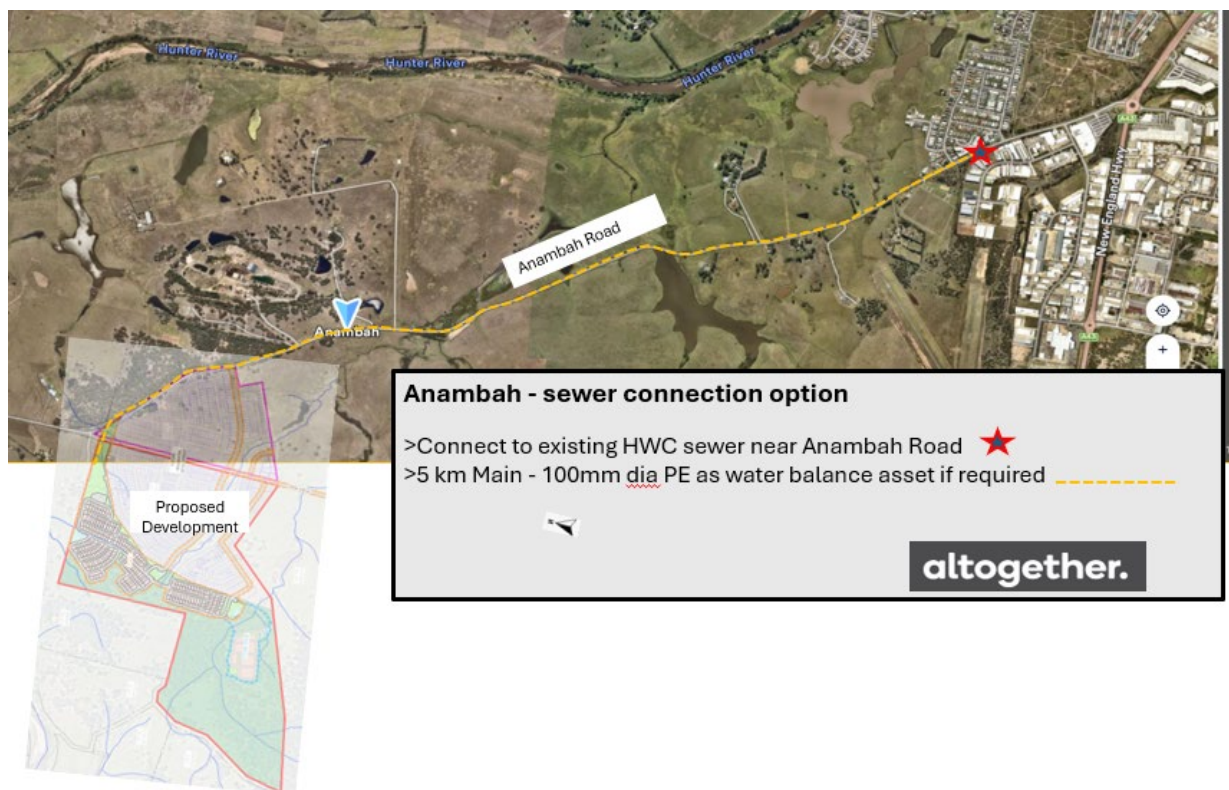 Hunter River
Hunter River
Hunter River
A43
New England Hwy
Anambah Road
Anambah
A43
+
Anambah - sewer connection option
>Connect to existing HWC sewer near Anambah Road
>5 km Main - 100mm dia PE as water balance asset if required
Proposed
Development
altogether.